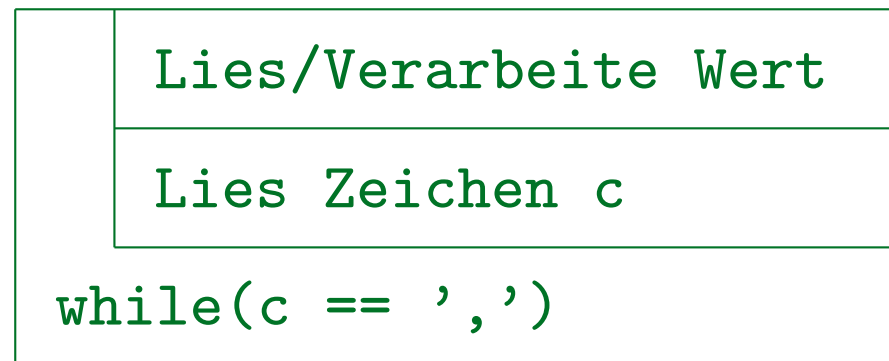 Lies/Verarbeite Wert
Lies Zeichen c
while(c == ’,’)